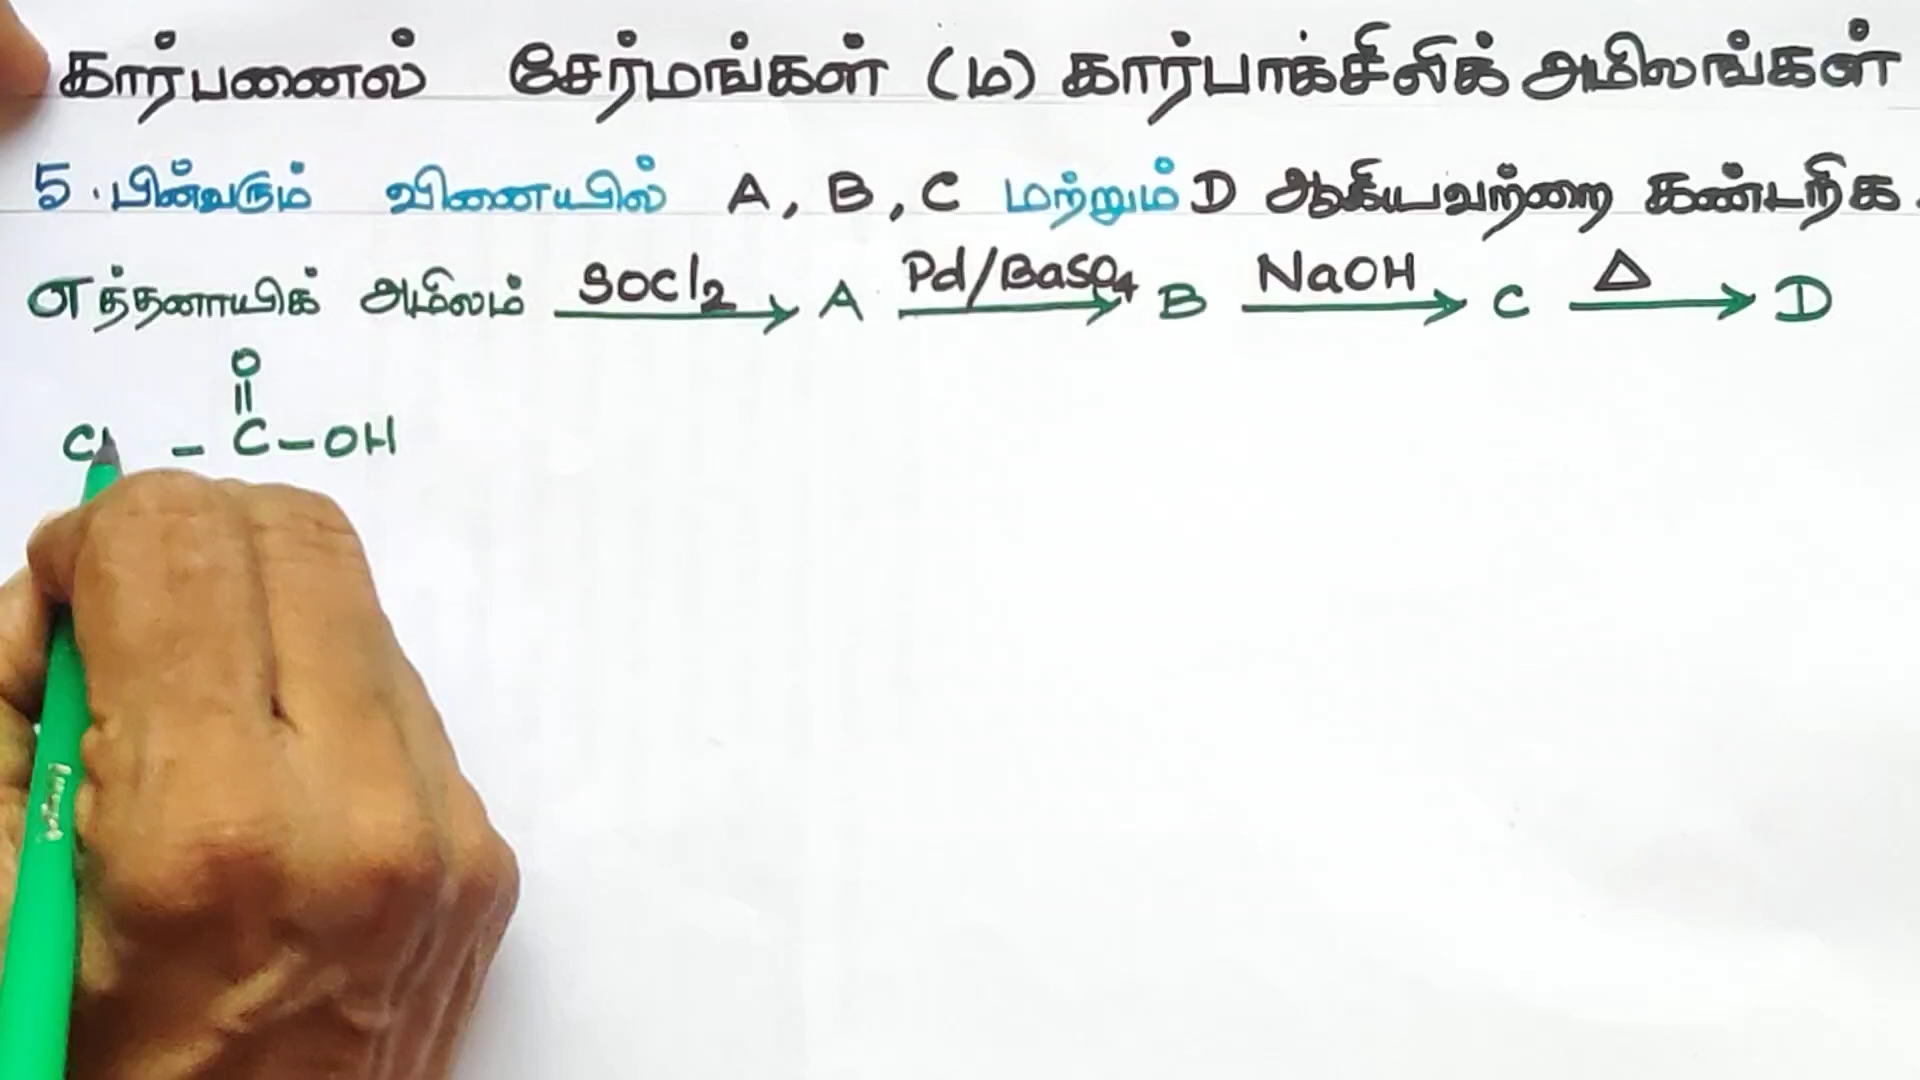 கார்பனைல் சேர்மங்கள் (ம) கார்பாக்சிலிக் அமிலங்கள்
5. பின்வரும் வினையில் A, B, C மற்றும் D ஆகியவற்றை கண்டறிக.
எத்தனாயிக் அமிலம் SOCl2 A Pd/BaSO4 B NaOH C Δ D
O
C - C - OH